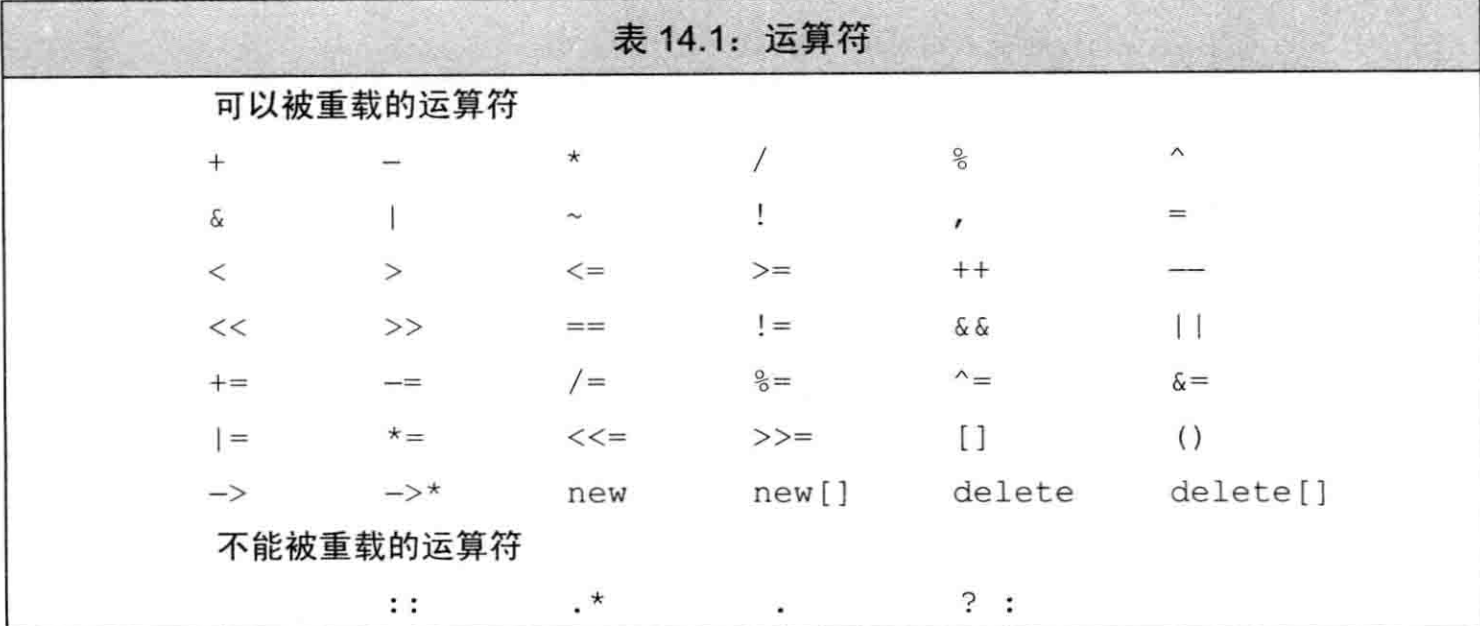 表 14.1：运算符
可以被重载的运算符
+ – * / % ^
& | ~ ! , =
< > <= >= ++ ––
<< >> == != && ||
+= –= /= %= ^= &=
|= *= <<= >>= [] ()
–> –>* new new[] delete delete[]
不能被重载的运算符
:: .* . ? :